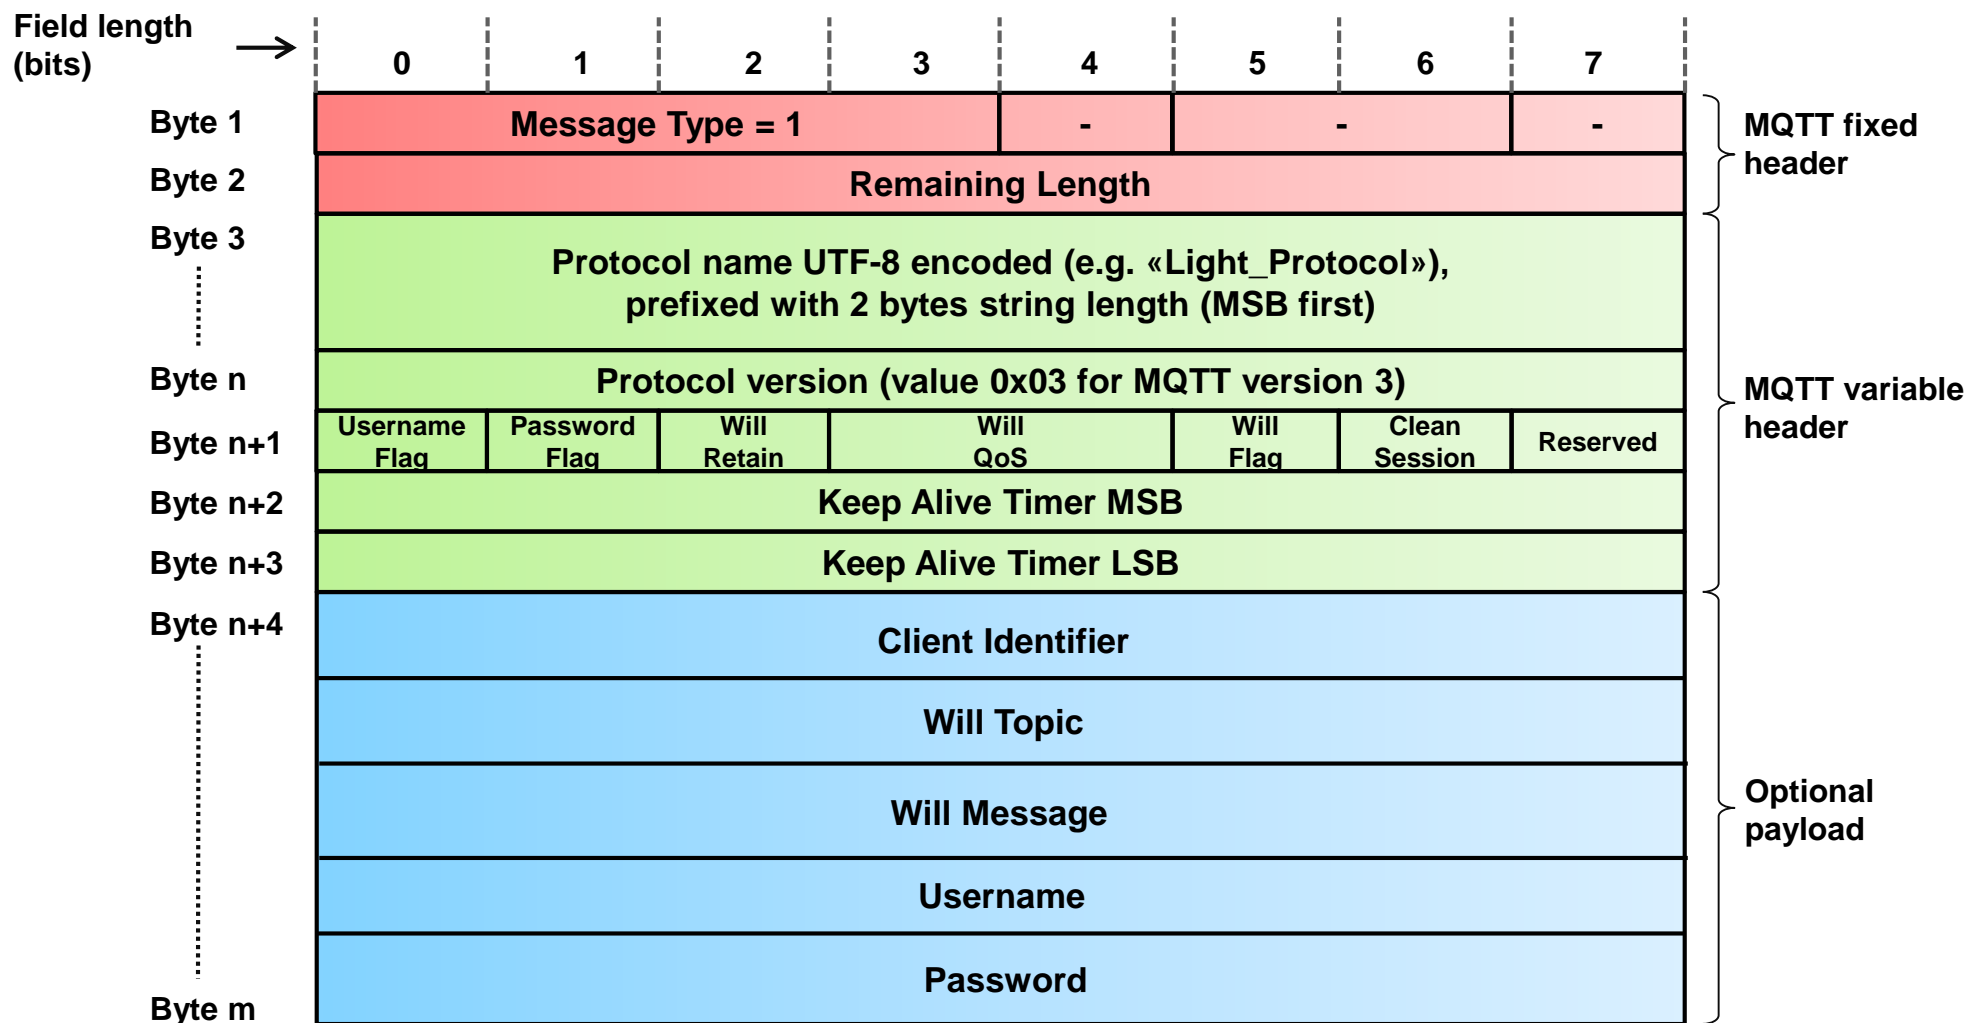 Field length
(bits)
0 1 2 3 4 5 6 7
Byte 1
Message Type = 1
-
-
-
MQTT fixed
header
Byte 2
Remaining Length
Byte 3
Protocol name UTF-8 encoded (e.g. «Light_Protocol»),
prefixed with 2 bytes string length (MSB first)
Byte n
Protocol version (value 0x03 for MQTT version 3)
MQTT variable
header
Byte n+1
Username
Flag
Password
Flag
Will
Retain
Will
QoS
Will
Flag
Clean
Session
Reserved
Byte n+2
Keep Alive Timer MSB
Byte n+3
Keep Alive Timer LSB
Byte n+4
Client Identifier
Will Topic
Will Message
Optional
payload
Username
Password
Byte m